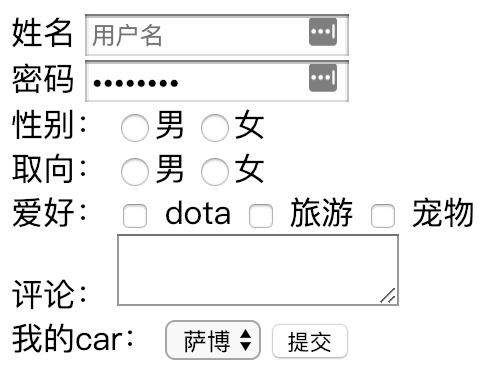 姓名 用户名
密码 ••••••••
性别： 男 女
取向： 男 女
爱好： dota 旅游 宠物
评论：
我的car： 萨博 提交